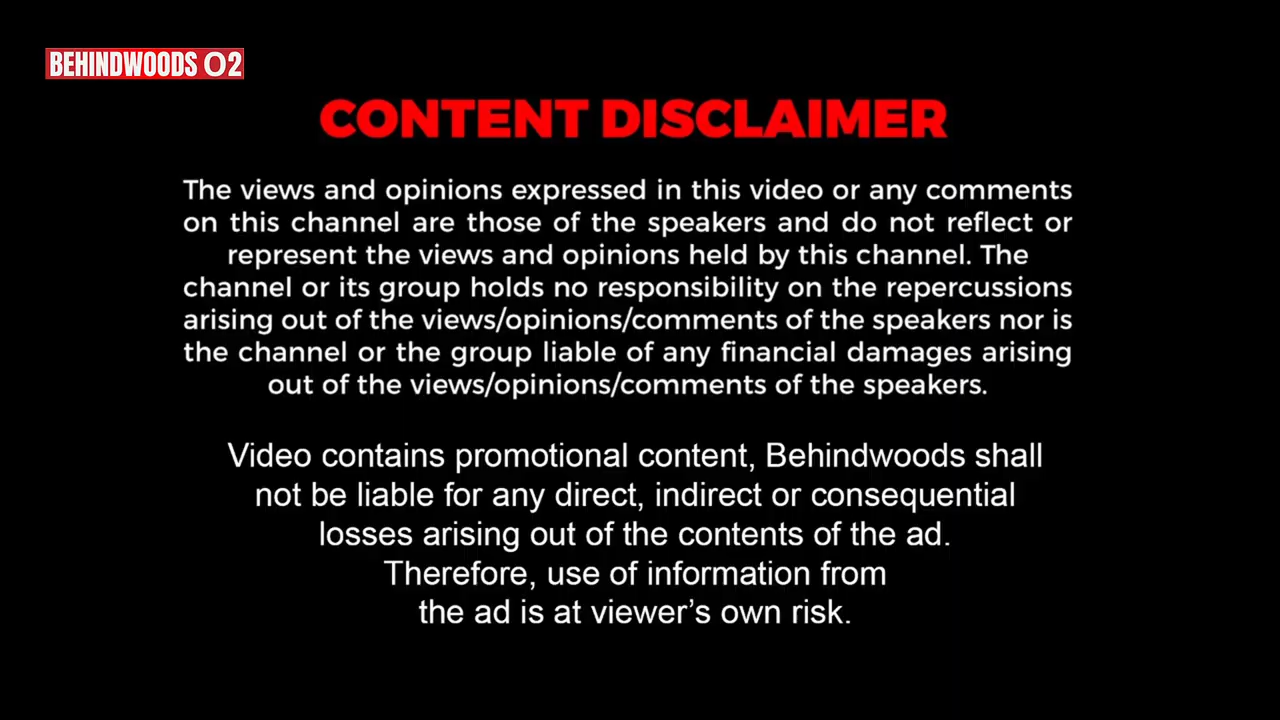 BEHINDWOODS O2
CONTENT DISCLAIMER
The views and opinions expressed in this video or any comments
on this channel are those of the speakers and do not reflect or
represent the views and opinions held by this channel. The
channel or its group holds no responsibility on the repercussions
arising out of the views/opinions/comments of the speakers nor is
the channel or the group liable of any financial damages arising
out of the views/opinions/comments of the speakers.
Video contains promotional content, Behindwoods shall
not be liable for any direct, indirect or consequential
losses arising out of the contents of the ad.
Therefore, use of information from
the ad is at viewer’s own risk.